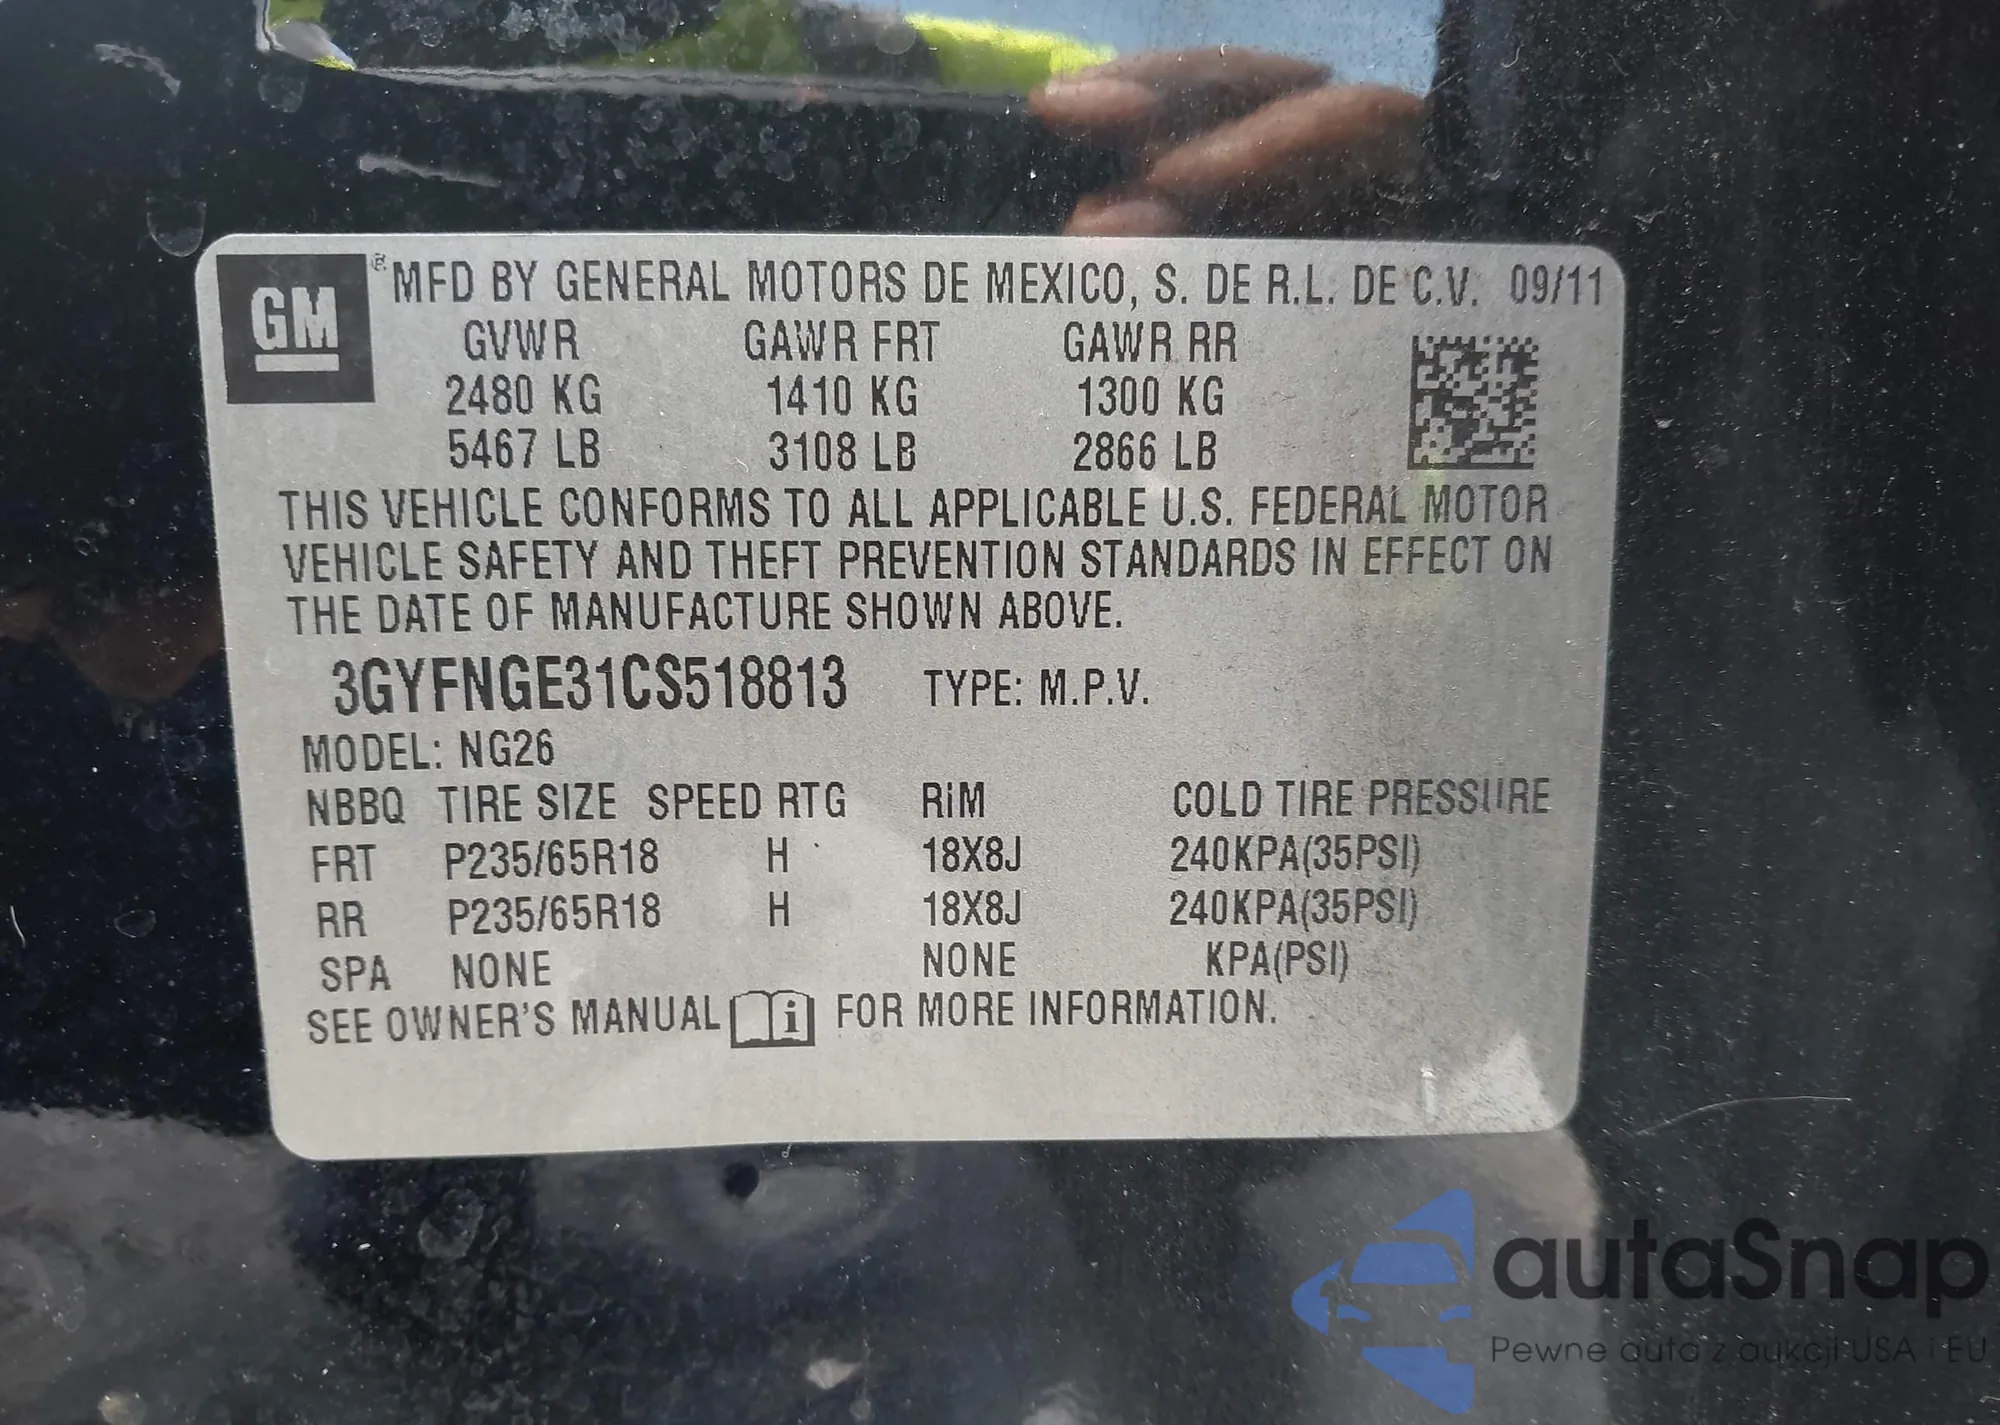 GM ® MFD BY GENERAL MOTORS DE MEXICO, S. DE R.L. DE C.V. 09/11
GVWR GAWR FRT GAWR RR
2480 KG 1410 KG 1300 KG
5467 LB 3108 LB 2866 LB
THIS VEHICLE CONFORMS TO ALL APPLICABLE U.S. FEDERAL MOTOR
VEHICLE SAFETY AND THEFT PREVENTION STANDARDS IN EFFECT ON
THE DATE OF MANUFACTURE SHOWN ABOVE.
3GYFNGE31CS518813 TYPE: M.P.V.
MODEL: NG26
NBBQ TIRE SIZE SPEED RTG RIM COLD TIRE PRESSURE
FRT P235/65R18 H 18X8J 240KPA(35PSI)
RR P235/65R18 H 18X8J 240KPA(35PSI)
SPA NONE NONE KPA(PSI)
SEE OWNER'S MANUAL i FOR MORE INFORMATION.
autaSnap
Pewne auta z aukcji USA i EU